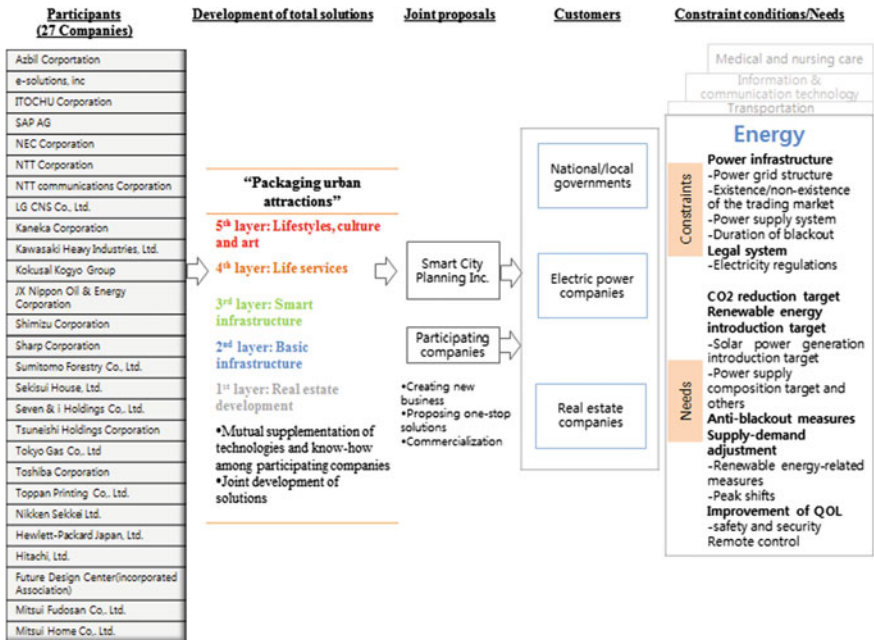 Participants
(27 Companies)
Azbil Corportation
e-solutions, inc
ITOCHU Corporation
SAP AG
NEC Corporation
NTT Corporation
NTT communications Corporation
LG CNS Co., Ltd.
Kaneka Corporation
Kawasaki Heavy Industries, Ltd.
Kokusal Kogyo Group
JX Nippon Oil & Energy
Corporation
Shimizu Corporation
Sharp Corporation
Sumitomo Forestry Co., Ltd.
Sekisui House, Ltd.
Seven & i Holdings Co,. Ltd.
Tsuneishi Holdings Corporation
Tokyo Gas Co,. Ltd
Toshiba Corporation
Toppan Printing Co,. Ltd.
Nikken Sekkei Ltd.
Hewlett-Packard Japan, Ltd.
Hitachi, Ltd.
Future Design Center(incorporated
Association)
Mitsui Fudosan Co,. Ltd.
Mitsui Home Co,. Ltd.
Development of total solutions
“Packaging urban
attractions”
5th layer: Lifestyles, culture
and art
4th layer: Life services
3rd layer: Smart
infrastructure
2nd layer: Basic
infrastructure
1st layer: Real estate
development
•Mutual supplementation of
technologies and know-how
among participating companies
•Joint development of
solutions
Joint proposals
Smart City
Planning Inc.
Participating
companies
•Creating new
business
•Proposing one-stop
solutions
•Commercialization
Customers
National/local
governments
Electric power
companies
Real estate
companies
Constraint conditions/Needs
Medical and nursing care
Information &
communication technology
Transportation
Energy
Constraints
Power infrastructure
-Power grid structure
-Existence/non-existence
of the trading market
-Power supply system
-Duration of blackout
Legal system
-Electricity regulations
Needs
CO2 reduction target
Renewable energy
introduction target
-Solar power generation
introduction target
-Power supply
composition target and
others
Anti-blackout measures
Supply-demand
adjustment
-Renewable energy-related
measures
-Peak shifts
Improvement of QOL
-safety and security
Remote control